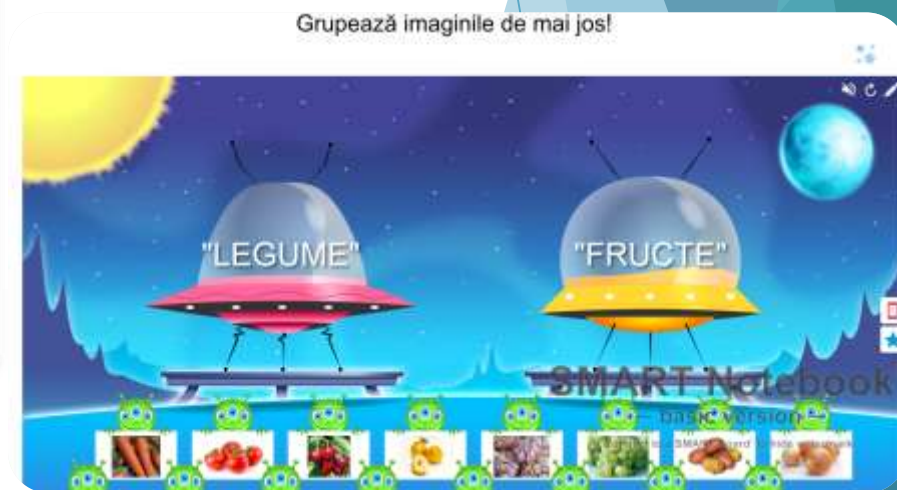 Grupează imaginile de mai jos!
"LEGUME"
"FRUCTE"
SMART Notebook
basic version